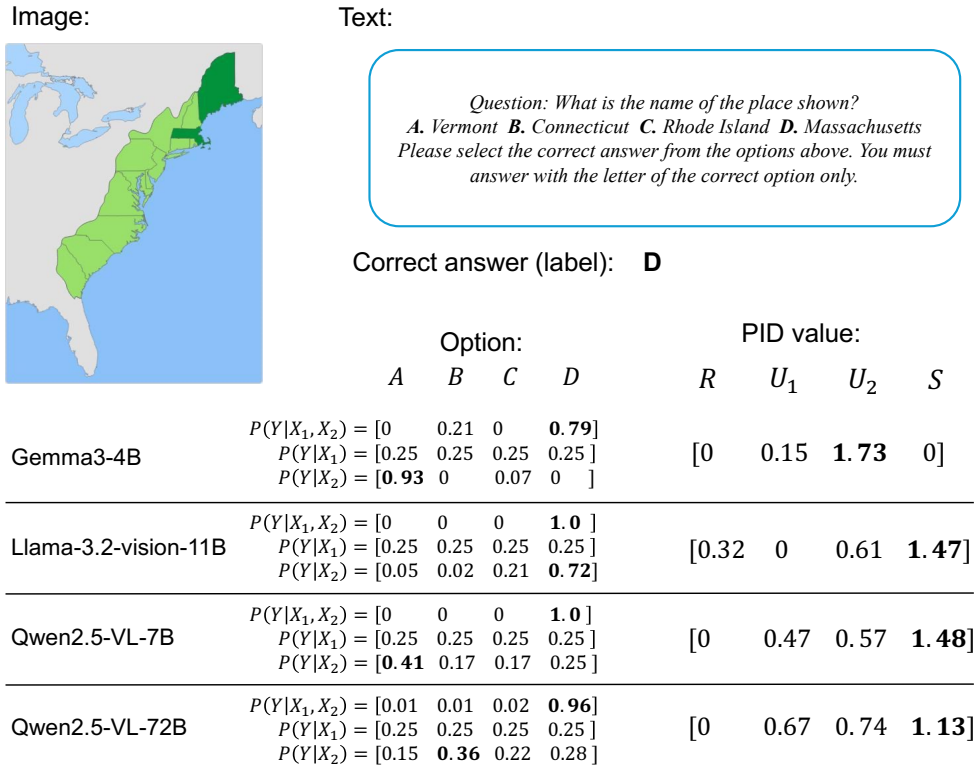 Image:
Text:
Question: What is the name of the place shown?
A. Vermont B. Connecticut C. Rhode Island D. Massachusetts
Please select the correct answer from the options above. You must
answer with the letter of the correct option only.
Correct answer (label): D
Option:
PID value:
A B C D
R U₁ U₂ S
Gemma3-4B
P(Y|X₁, X₂) = [0 0.21 0 0.79]
P(Y|X₁) = [0.25 0.25 0.25 0.25 ]
P(Y|X₂) = [0.93 0 0.07 0 ]
[0 0.15 1.73 0]
Llama-3.2-vision-11B
P(Y|X₁, X₂) = [0 0 0 1.0 ]
P(Y|X₁) = [0.25 0.25 0.25 0.25 ]
P(Y|X₂) = [0.05 0.02 0.21 0.72]
[0.32 0 0.61 1.47]
Qwen2.5-VL-7B
P(Y|X₁, X₂) = [0 0 0 1.0 ]
P(Y|X₁) = [0.25 0.25 0.25 0.25 ]
P(Y|X₂) = [0.41 0.17 0.17 0.25 ]
[0 0.47 0.57 1.48]
Qwen2.5-VL-72B
P(Y|X₁, X₂) = [0.01 0.01 0.02 0.96]
P(Y|X₁) = [0.25 0.25 0.25 0.25 ]
P(Y|X₂) = [0.15 0.36 0.22 0.28 ]
[0 0.67 0.74 1.13]